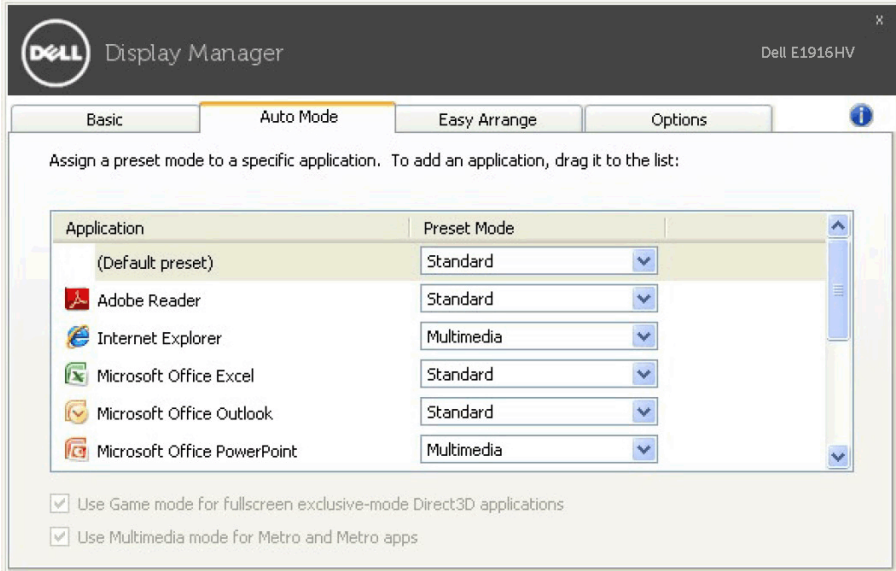 DELL Display Manager
x
Dell E1916HV
Basic Auto Mode Easy Arrange Options
Assign a preset mode to a specific application. To add an application, drag it to the list:
Application Preset Mode
(Default preset) Standard
Adobe Reader Standard
Internet Explorer Multimedia
Microsoft Office Excel Standard
Microsoft Office Outlook Standard
Microsoft Office PowerPoint Multimedia
Use Game mode for fullscreen exclusive-mode Direct3D applications
Use Multimedia mode for Metro and Metro apps